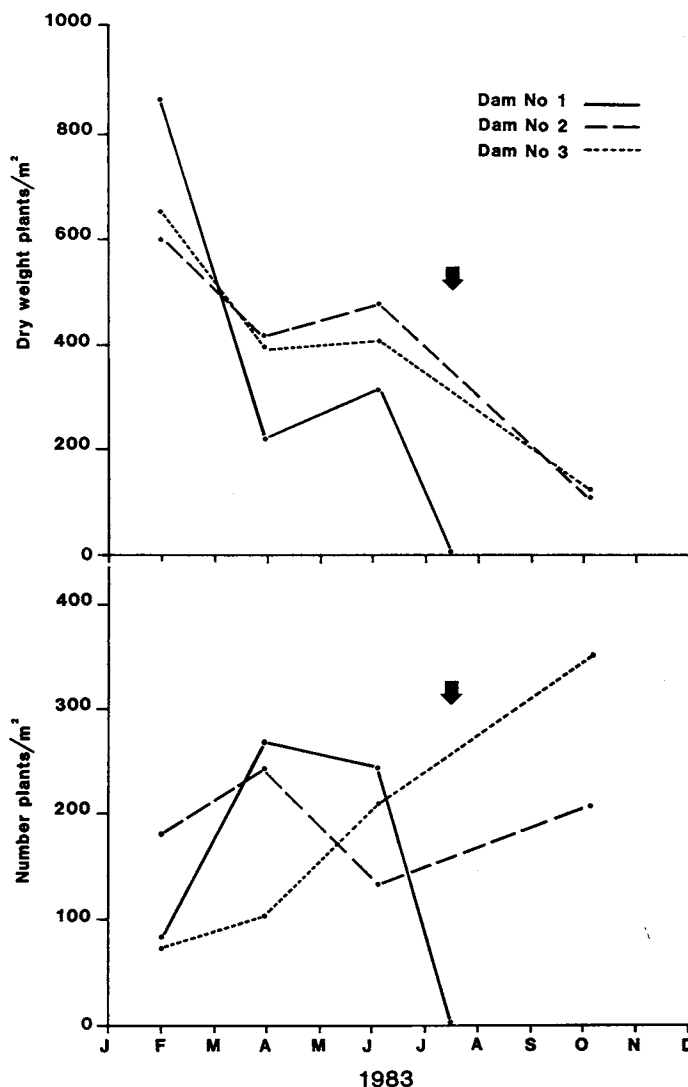 1000
800
600
400
200
0
Dry weight plants/m²
Dam No 1
Dam No 2
Dam No 3
400
300
200
100
0
Number plants/m²
J F M A M J J A S O N D
1983